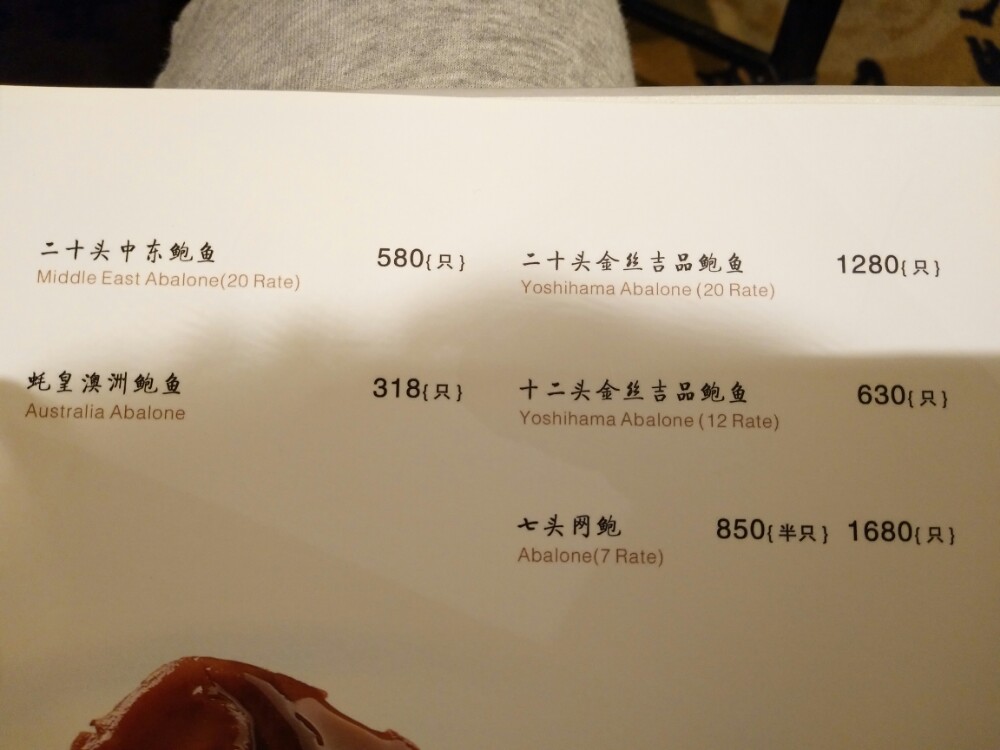 二十头中东鲍鱼 580{只}
Middle East Abalone(20 Rate)
蚝皇澳洲鲍鱼 318{只}
Australia Abalone
二十头金丝吉品鲍鱼 1280{只}
Yoshihama Abalone (20 Rate)
十二头金丝吉品鲍鱼 630{只}
Yoshihama Abalone (12 Rate)
七头网鲍 850{半只} 1680{只}
Abalone(7 Rate)